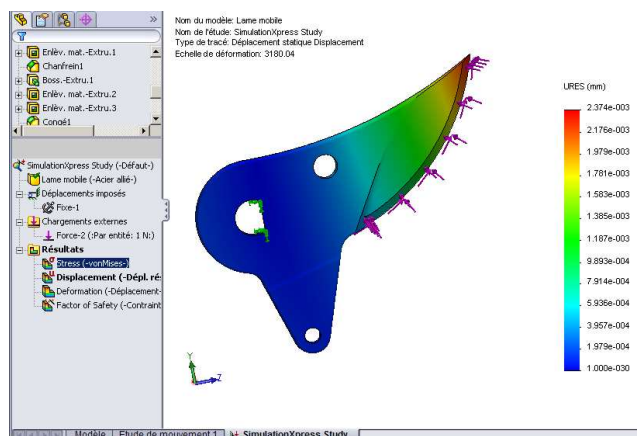 Nom du modèle: Lame mobile
Nom de l'étude: SimulationXpress Study
Type de tracé: Déplacement statique Displacement
Echelle de déformation: 3180.04
Enlèv. mat.-Extru.1
Chanfrein1
Boss.-Extru.1
Enlèv. mat.-Extru.2
Enlèv. mat.-Extru.3
Congé1
SimulationXpress Study (-Défaut-)
Lame mobile (-Acier allié-)
Déplacements imposés
Fixe-1
Chargements externes
Force-2 (:Par entité: 1 N:)
Résultats
Stress (-vonMises-)
Displacement (-Dépl. ré
Deformation (-Déplacement-
Factor of Safety (-Contraint
URES (mm)
2.374e-003
2.176e-003
1.979e-003
1.781e-003
1.583e-003
1.385e-003
1.187e-003
9.893e-004
7.914e-004
5.936e-004
3.957e-004
1.979e-004
1.000e-030
Y
Z
Modèle
Etude de mouvement 1
SimulationXpress Study